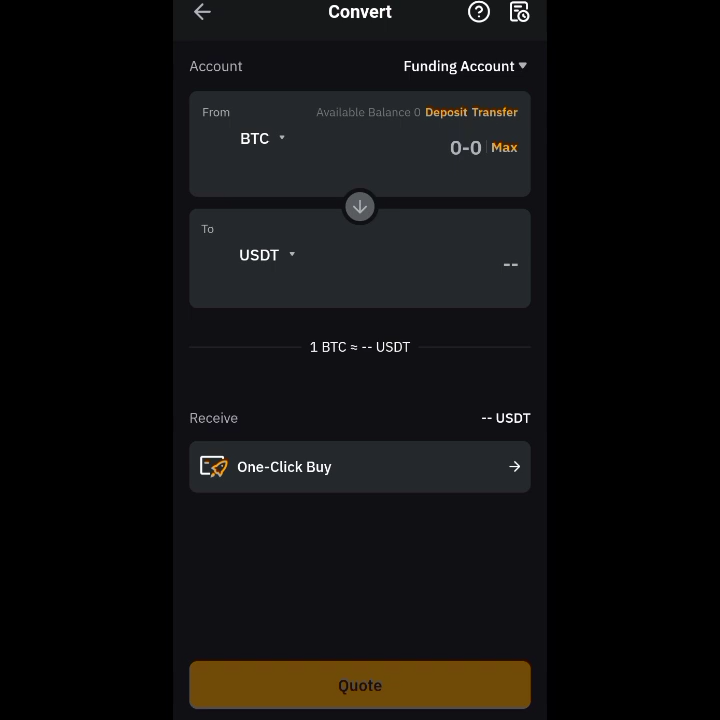 Convert
Account Funding Account
From Available Balance 0 Deposit Transfer
BTC 0-0 Max
To
USDT --
1 BTC ≈ -- USDT
Receive -- USDT
One-Click Buy
Quote